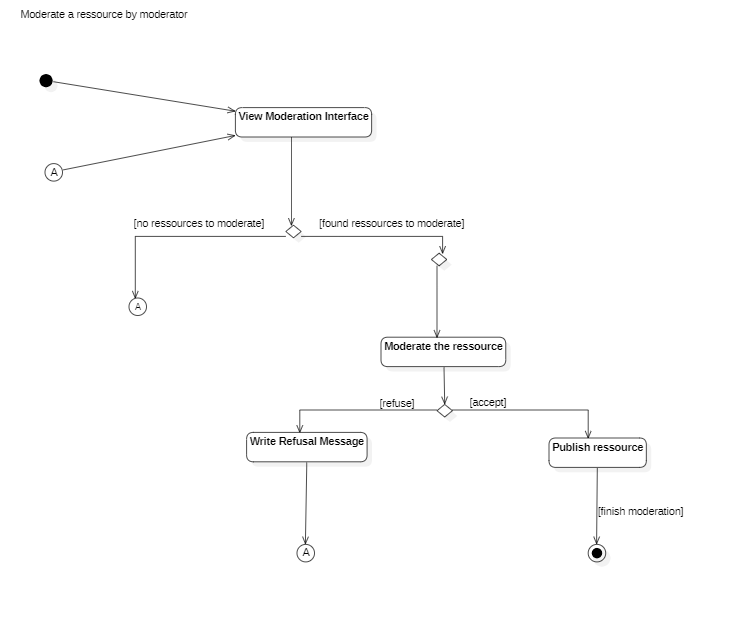 Moderate a ressource by moderator
View Moderation Interface
A
[no ressources to moderate]
[found ressources to moderate]
A
Moderate the ressource
[refuse]
[accept]
Write Refusal Message
Publish ressource
[finish moderation]
A